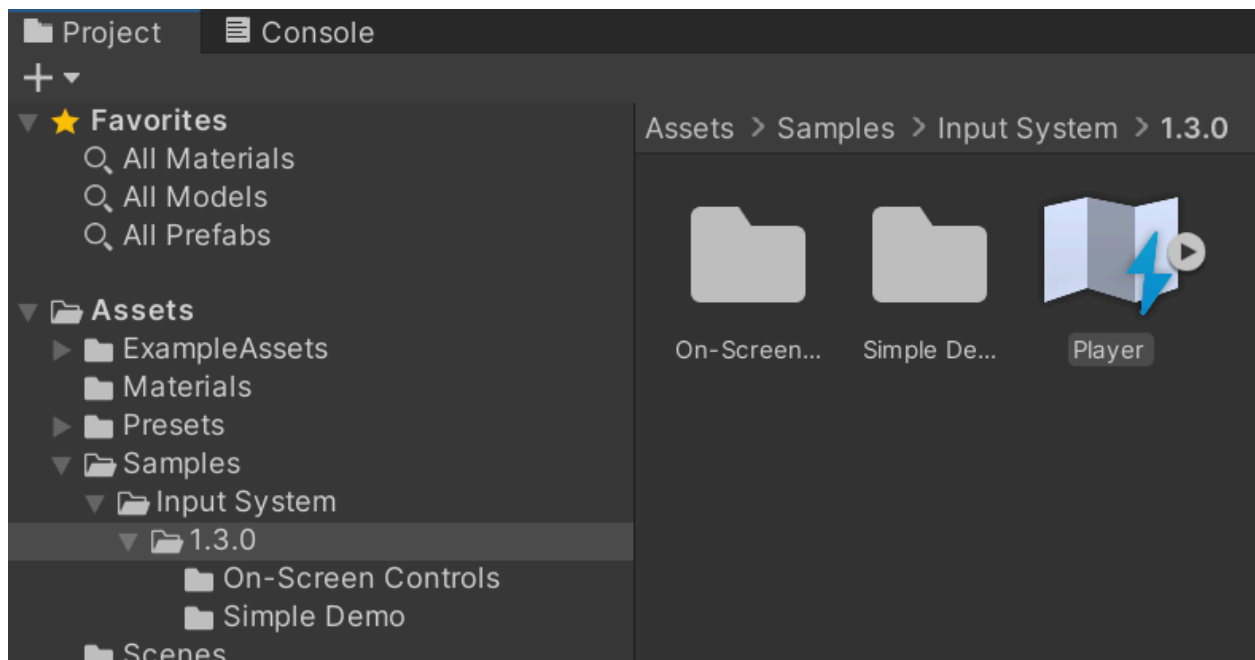 Project Console
Favorites
All Materials
All Models
All Prefabs
Assets
ExampleAssets
Materials
Presets
Samples
Input System
1.3.0
On-Screen Controls
Simple Demo
Scenes
Assets > Samples > Input System > 1.3.0
On-Screen... Simple De... Player